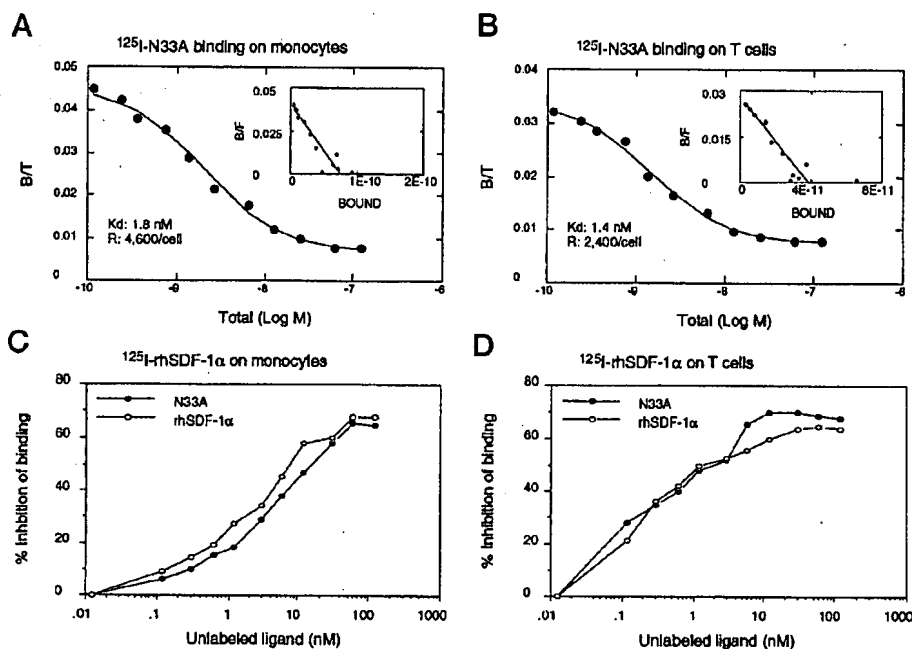 A
¹²⁵I-N33A binding on monocytes
0.05
0.04
0.03
0.02
0.01
0
B/T
0.05
0.025
0
B/F
0
1E-10
2E-10
BOUND
Kd: 1.8 nM
R: 4,600/cell
-10
-9
-8
-7
-6
Total (Log M)
B
¹²⁵I-N33A binding on T cells
0.04
0.03
0.02
0.01
0
B/T
0.03
0.015
0
B/F
0
4E-11
8E-11
BOUND
Kd: 1.4 nM
R: 2,400/cell
-10
-9
-8
-7
-6
Total (Log M)
C
¹²⁵I-rhSDF-1α on monocytes
80
60
40
20
0
% Inhbition of binding
N33A
rhSDF-1α
.01
0.1
1
10
100
1000
Unlabeled ligand (nM)
D
¹²⁵I-rhSDF-1α on T cells
80
60
40
20
0
% Inhibition of binding
N33A
rhSDF-1α
.01
0.1
1
10
100
1000
Unlabeled ligand (nM)